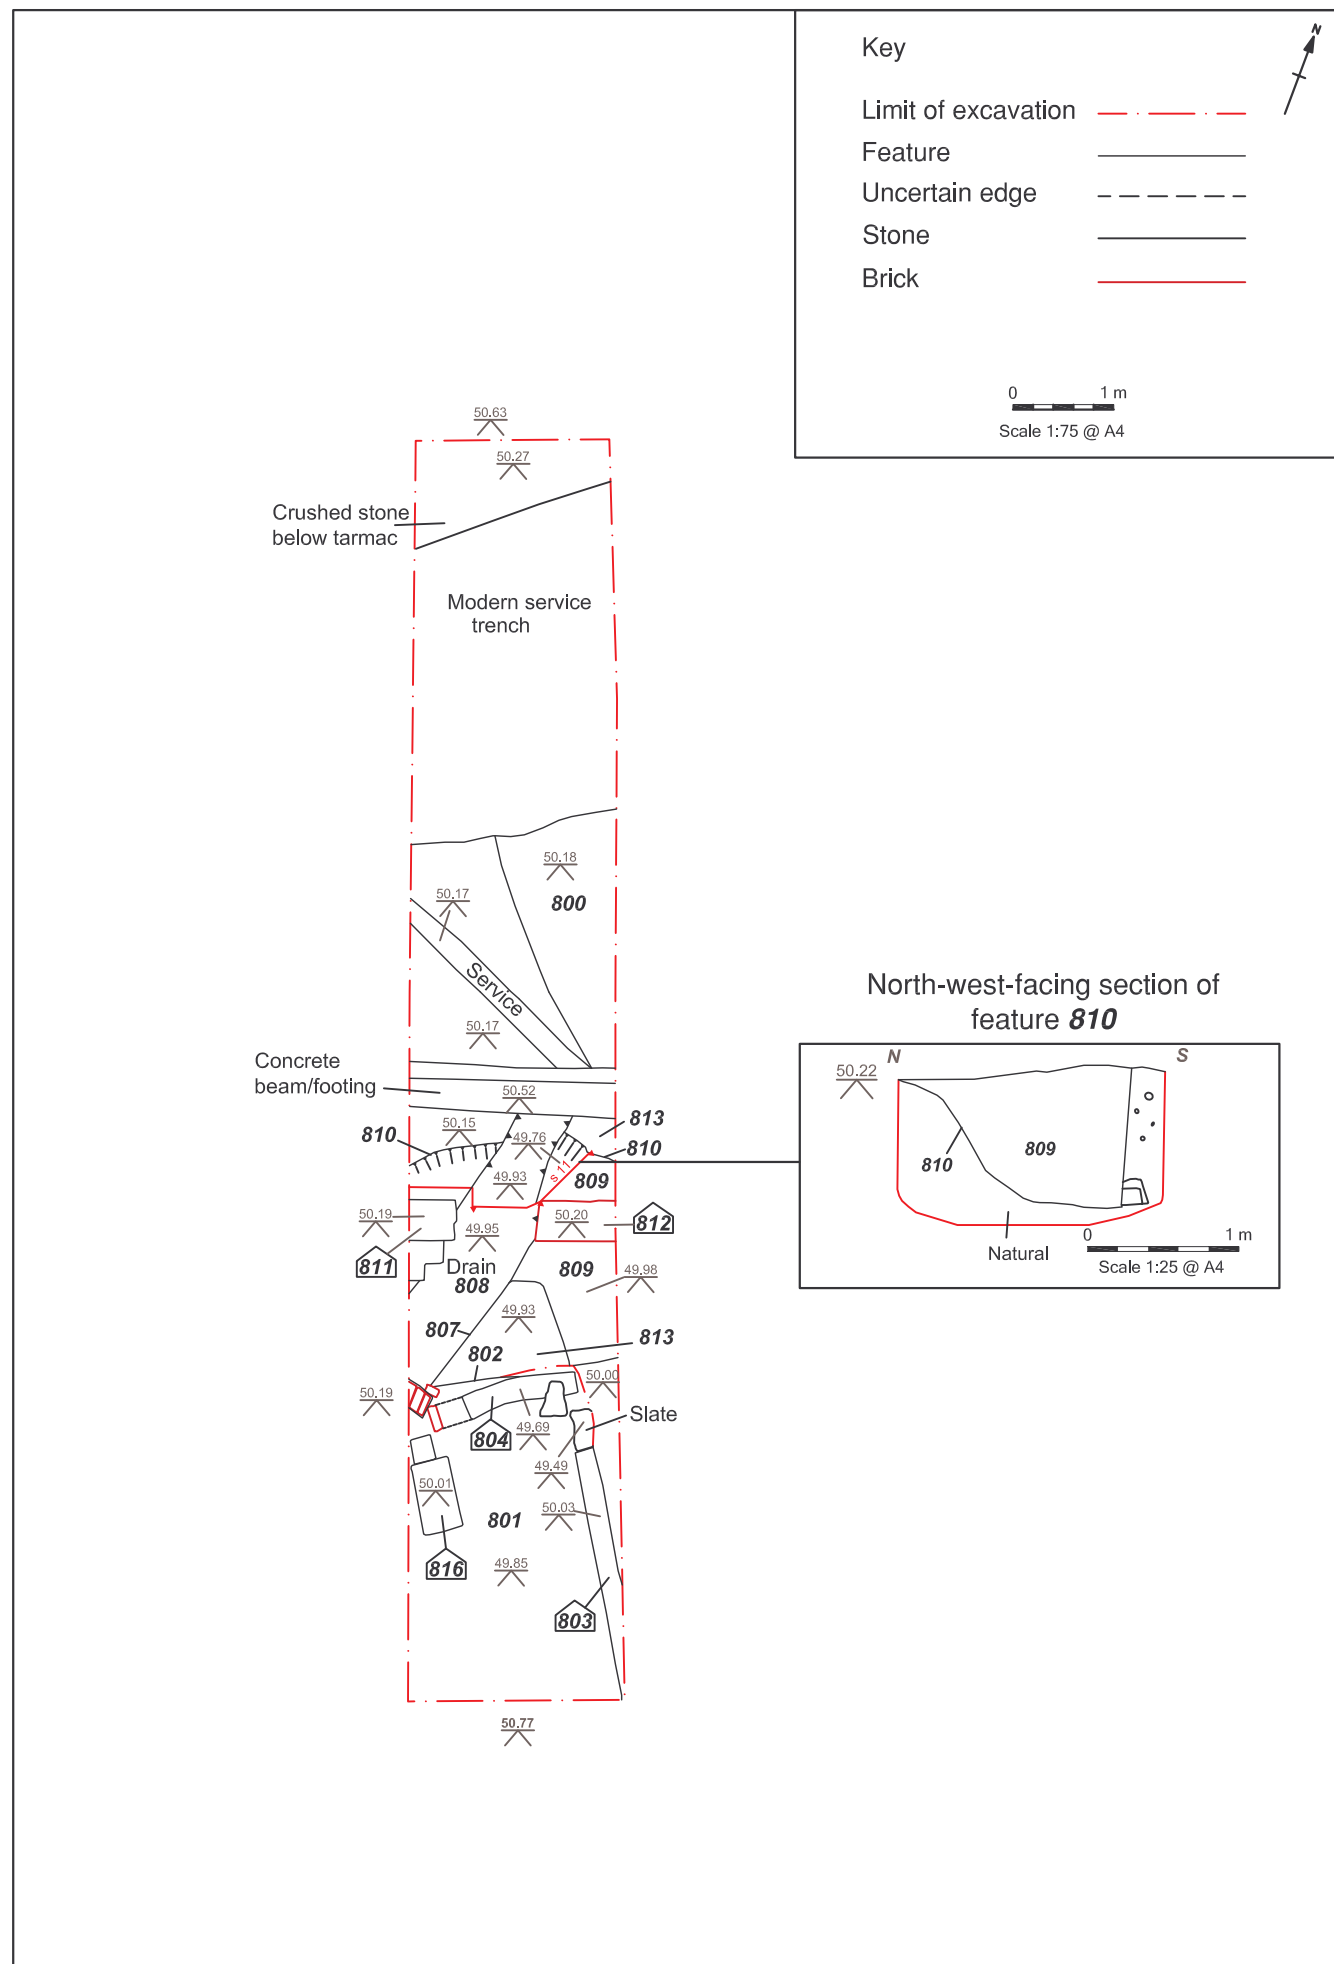 Key
N
Limit of excavation
Feature
Uncertain edge
Stone
Brick
0 1 m
Scale 1:75 @ A4
50.63
50.27
Crushed stone
below tarmac
Modern service
trench
50.18
800
50.17
Service
50.17
Concrete
beam/footing
50.52
813
810
50.15
49.76
810
s 11
809
49.93
50.19
49.95
50.20
812
811
Drain
808
809
49.98
49.93
807
813
802
50.00
50.19
Slate
804
49.69
49.49
50.01
50.03
801
816
49.85
803
50.77
North-west-facing section of
feature 810
N S
50.22
810
809
Natural
0 1 m
Scale 1:25 @ A4